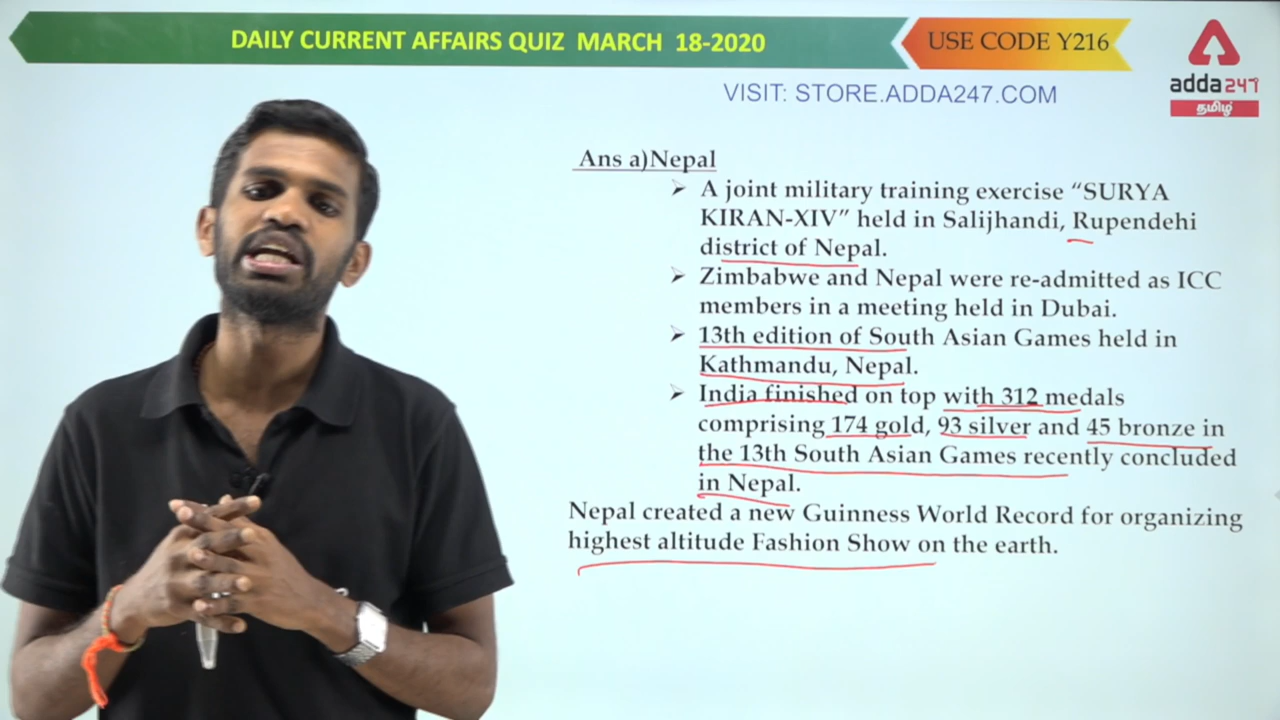 DAILY CURRENT AFFAIRS QUIZ MARCH 18-2020
USE CODE Y216
adda247
தமிழ்
VISIT: STORE.ADDA247.COM
Ans a)Nepal
➢ A joint military training exercise “SURYA
KIRAN-XIV” held in Salijhandi, Rupendehi
district of Nepal.
➢ Zimbabwe and Nepal were re-admitted as ICC
members in a meeting held in Dubai.
➢ 13th edition of South Asian Games held in
Kathmandu, Nepal.
➢ India finished on top with 312 medals
comprising 174 gold, 93 silver and 45 bronze in
the 13th South Asian Games recently concluded
in Nepal.
Nepal created a new Guinness World Record for organizing
highest altitude Fashion Show on the earth.